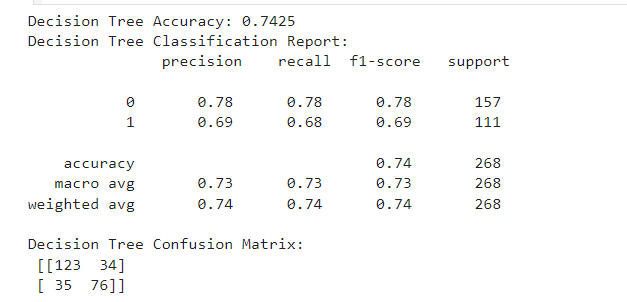 Decision Tree Accuracy: 0.7425
Decision Tree Classification Report:
precision recall f1-score support
0 0.78 0.78 0.78 157
1 0.69 0.68 0.69 111
accuracy 0.74 268
macro avg 0.73 0.73 0.73 268
weighted avg 0.74 0.74 0.74 268
Decision Tree Confusion Matrix:
[[123 34]
[ 35 76]]